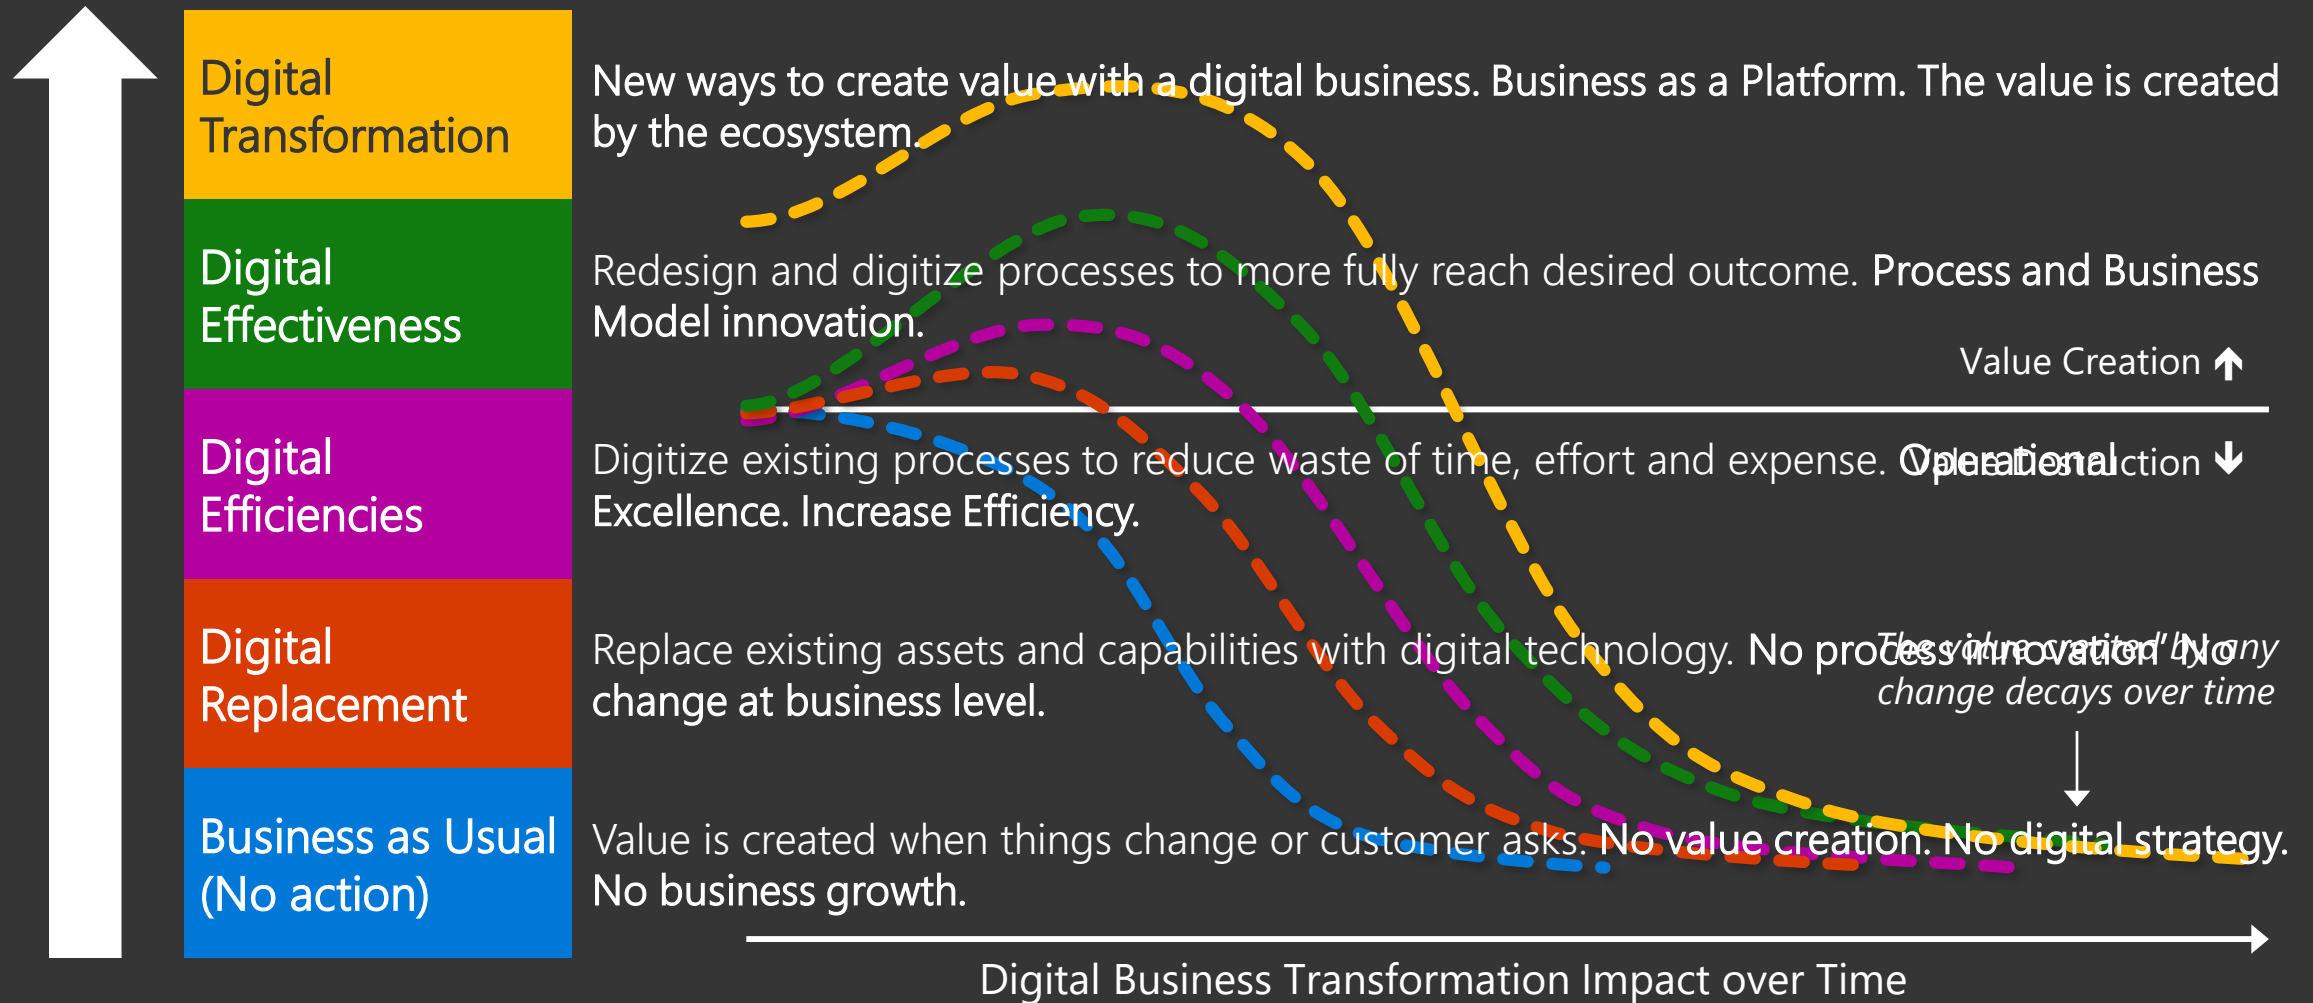 Digital
Transformation
New ways to create value with a digital business. Business as a Platform. The value is created
by the ecosystem.
Digital
Effectiveness
Redesign and digitize processes to more fully reach desired outcome. Process and Business
Model innovation.
Value Creation
Digital
Efficiencies
Digitize existing processes to reduce waste of time, effort and expense. Operational
Excellence. Increase Efficiency.
Value Destruction
Digital
Replacement
Replace existing assets and capabilities with digital technology. No process innovation’ No
change at business level.
The value created by any
change decays over time
Business as Usual
(No action)
Value is created when things change or customer asks. No value creation. No digital strategy.
No business growth.
Digital Business Transformation Impact over Time